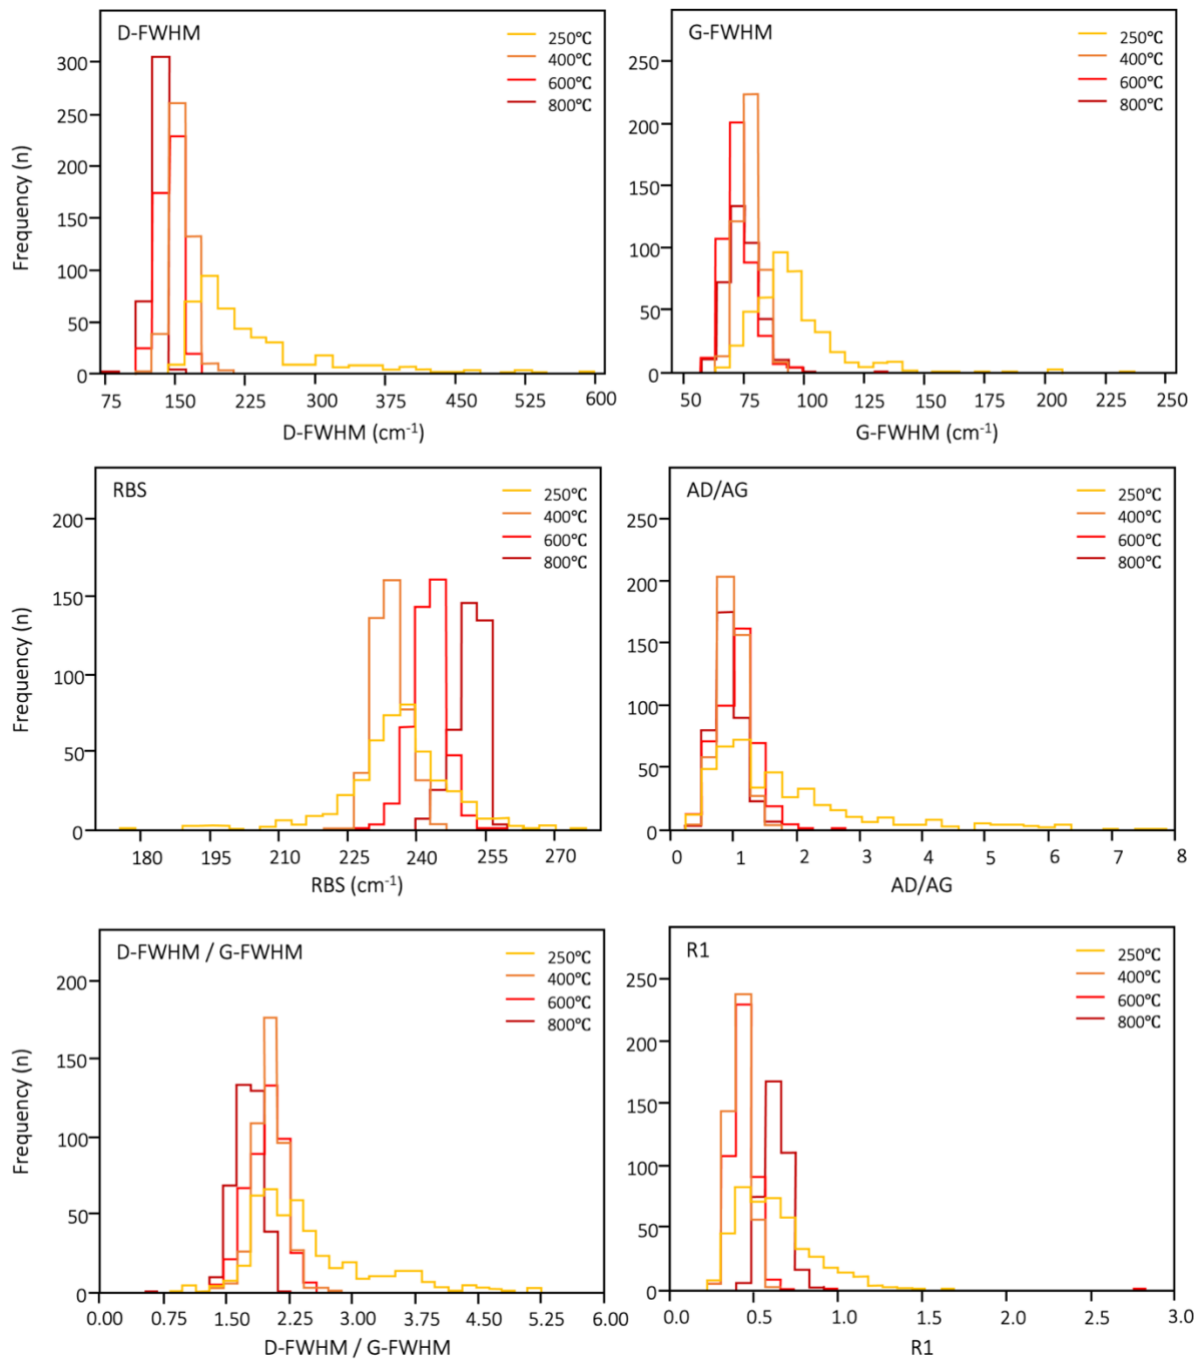 D-FWHM
250℃
400℃
600℃
800℃
300
250
200
150
100
50
0
Frequency (n)
75 150 225 300 375 450 525 600
D-FWHM (cm-1)
G-FWHM
250℃
400℃
600℃
800℃
250
200
150
100
50
0
50 75 100 125 150 175 200 225 250
G-FWHM (cm-1)
RBS
250℃
400℃
600℃
800℃
200
150
100
50
0
Frequency (n)
180 195 210 225 240 255 270
RBS (cm-1)
AD/AG
250℃
400℃
600℃
800℃
250
200
150
100
50
0
0 1 2 3 4 5 6 7 8
AD/AG
D-FWHM / G-FWHM
250℃
400℃
600℃
800℃
200
150
100
50
0
Frequency (n)
0.00 0.75 1.50 2.25 3.00 3.75 4.50 5.25 6.00
D-FWHM / G-FWHM
R1
250℃
400℃
600℃
800℃
250
200
150
100
50
0
0.0 0.5 1.0 1.5 2.0 2.5 3.0
R1